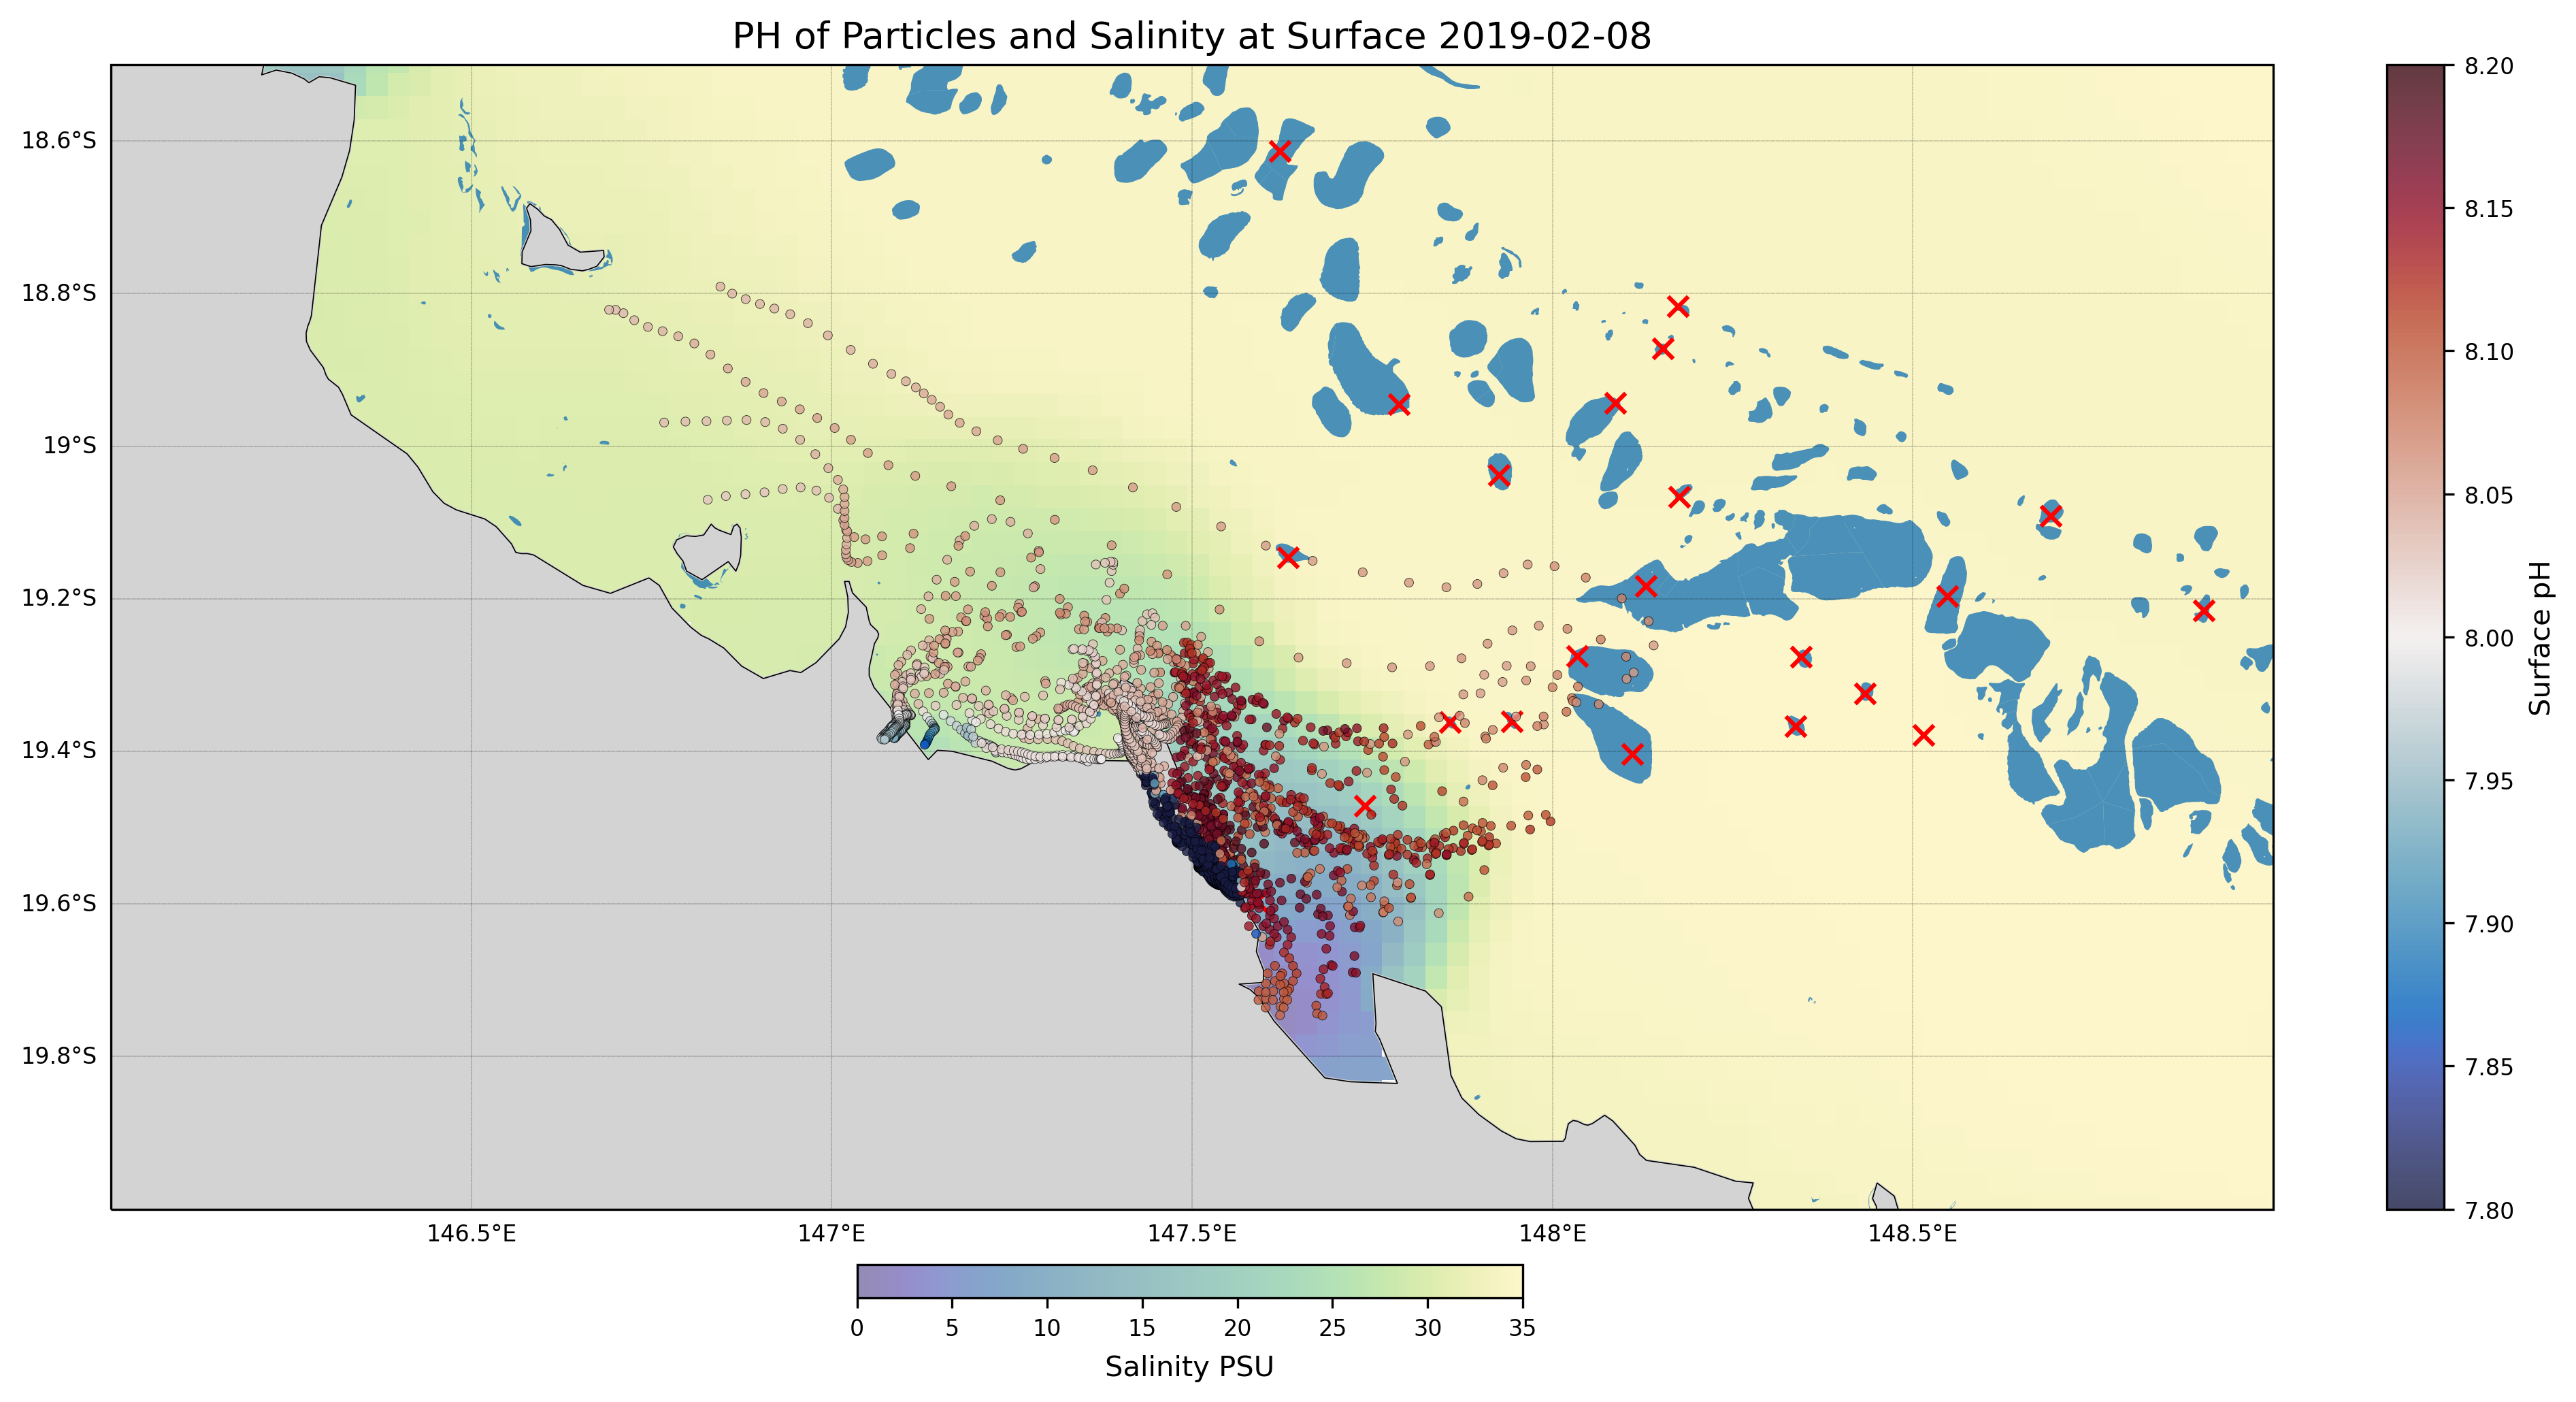 PH of Particles and Salinity at Surface 2019-02-08
18.6°S
18.8°S
19°S
19.2°S
19.4°S
19.6°S
19.8°S
146.5°E
147°E
147.5°E
148°E
148.5°E
8.20
8.15
8.10
8.05
8.00
7.95
7.90
7.85
7.80
Surface pH
0
5
10
15
20
25
30
35
Salinity PSU